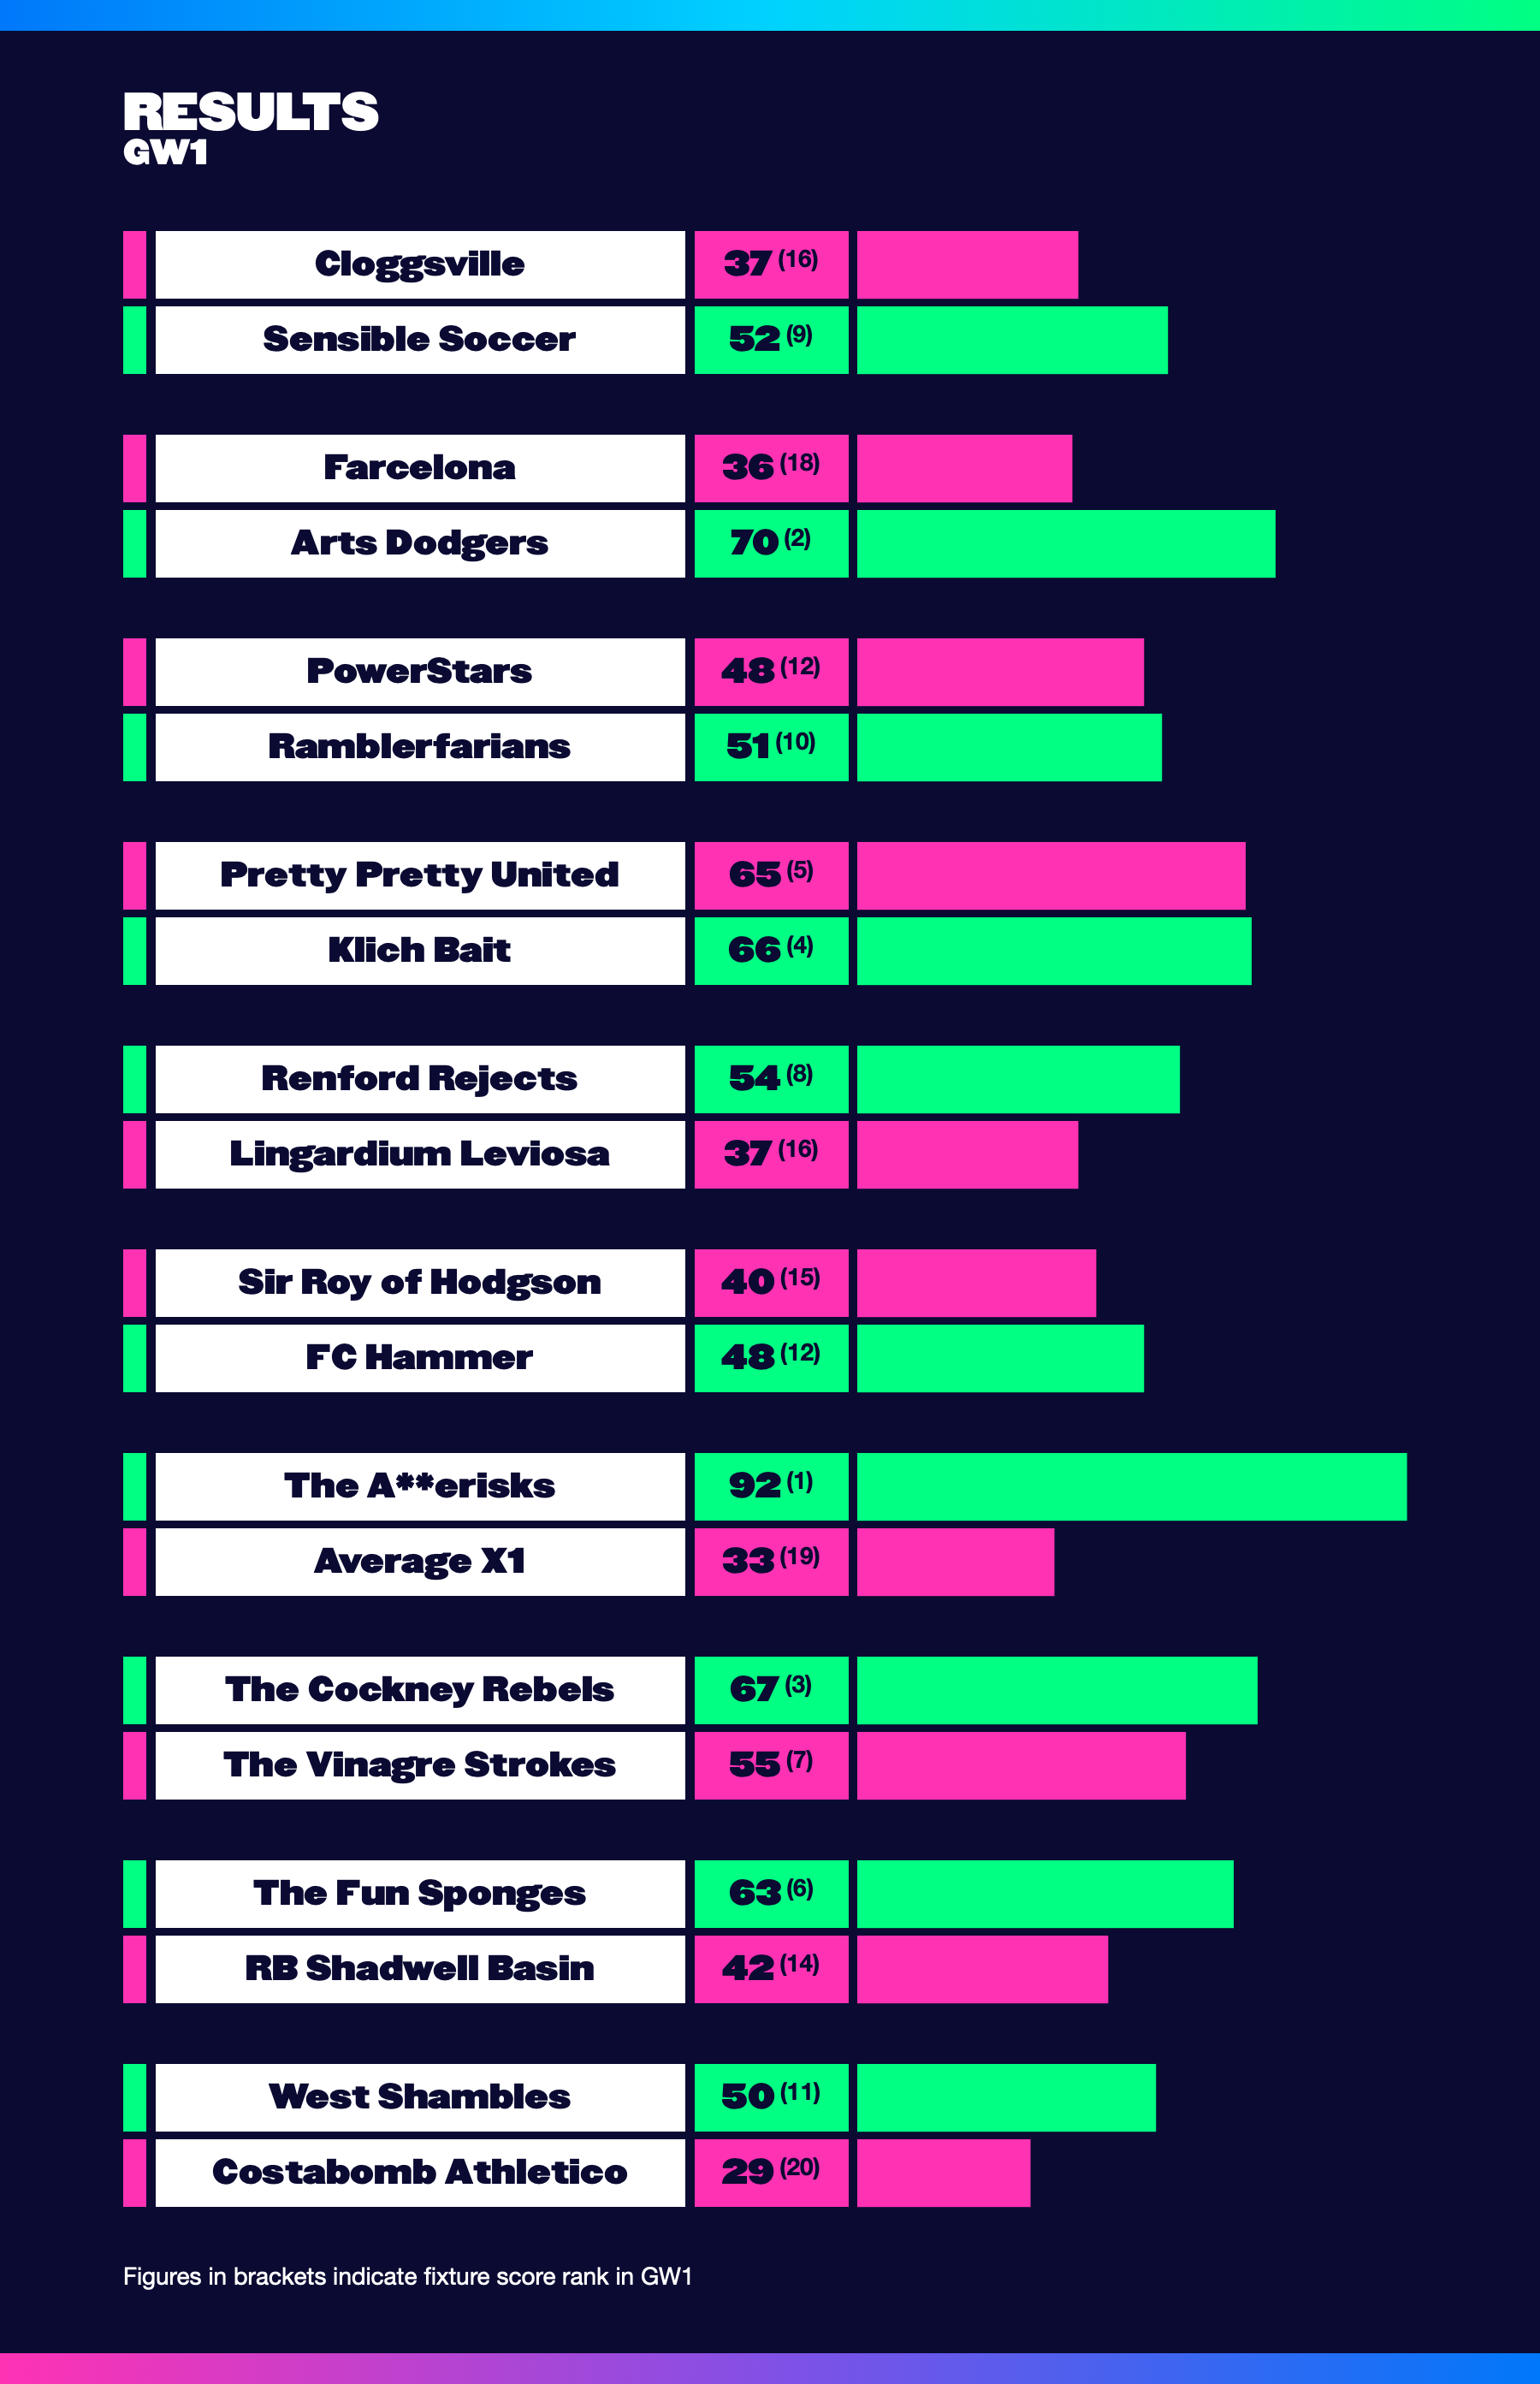 RESULTS
GW1
Cloggsville 37 (16)
Sensible Soccer 52 (9)
Farcelona 36 (18)
Arts Dodgers 70 (2)
PowerStars 48 (12)
Ramblerfarians 51 (10)
Pretty Pretty United 65 (5)
Klich Bait 66 (4)
Renford Rejects 54 (8)
Lingardium Leviosa 37 (16)
Sir Roy of Hodgson 40 (15)
FC Hammer 48 (12)
The A**erisks 92 (1)
Average X1 33 (19)
The Cockney Rebels 67 (3)
The Vinagre Strokes 55 (7)
The Fun Sponges 63 (6)
RB Shadwell Basin 42 (14)
West Shambles 50 (11)
Costabomb Athletico 29 (20)
Figures in brackets indicate fixture score rank in GW1